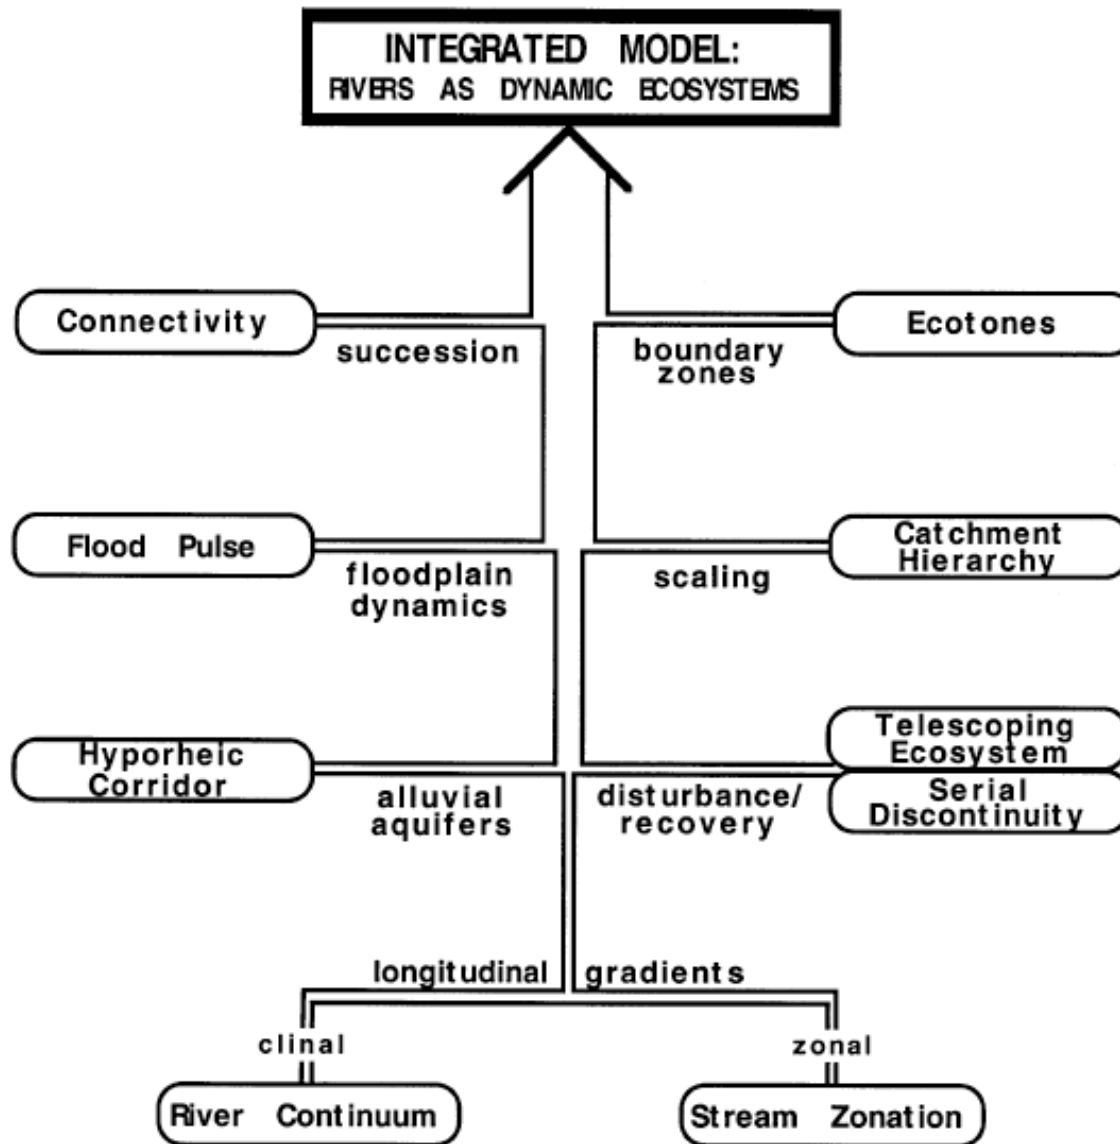 INTEGRATED MODEL:
RIVERS AS DYNAMIC ECOSYSTEMS
Connectivity
succession
boundary
zones
Ecotones
Flood Pulse
floodplain
dynamics
scaling
Catchment
Hierarchy
Hyporheic
Corridor
alluvial
aquifers
disturbance/
recovery
Telescoping
Ecosystem
Serial
Discontinuity
longitudinal gradients
clinal
zonal
River Continuum
Stream Zonation